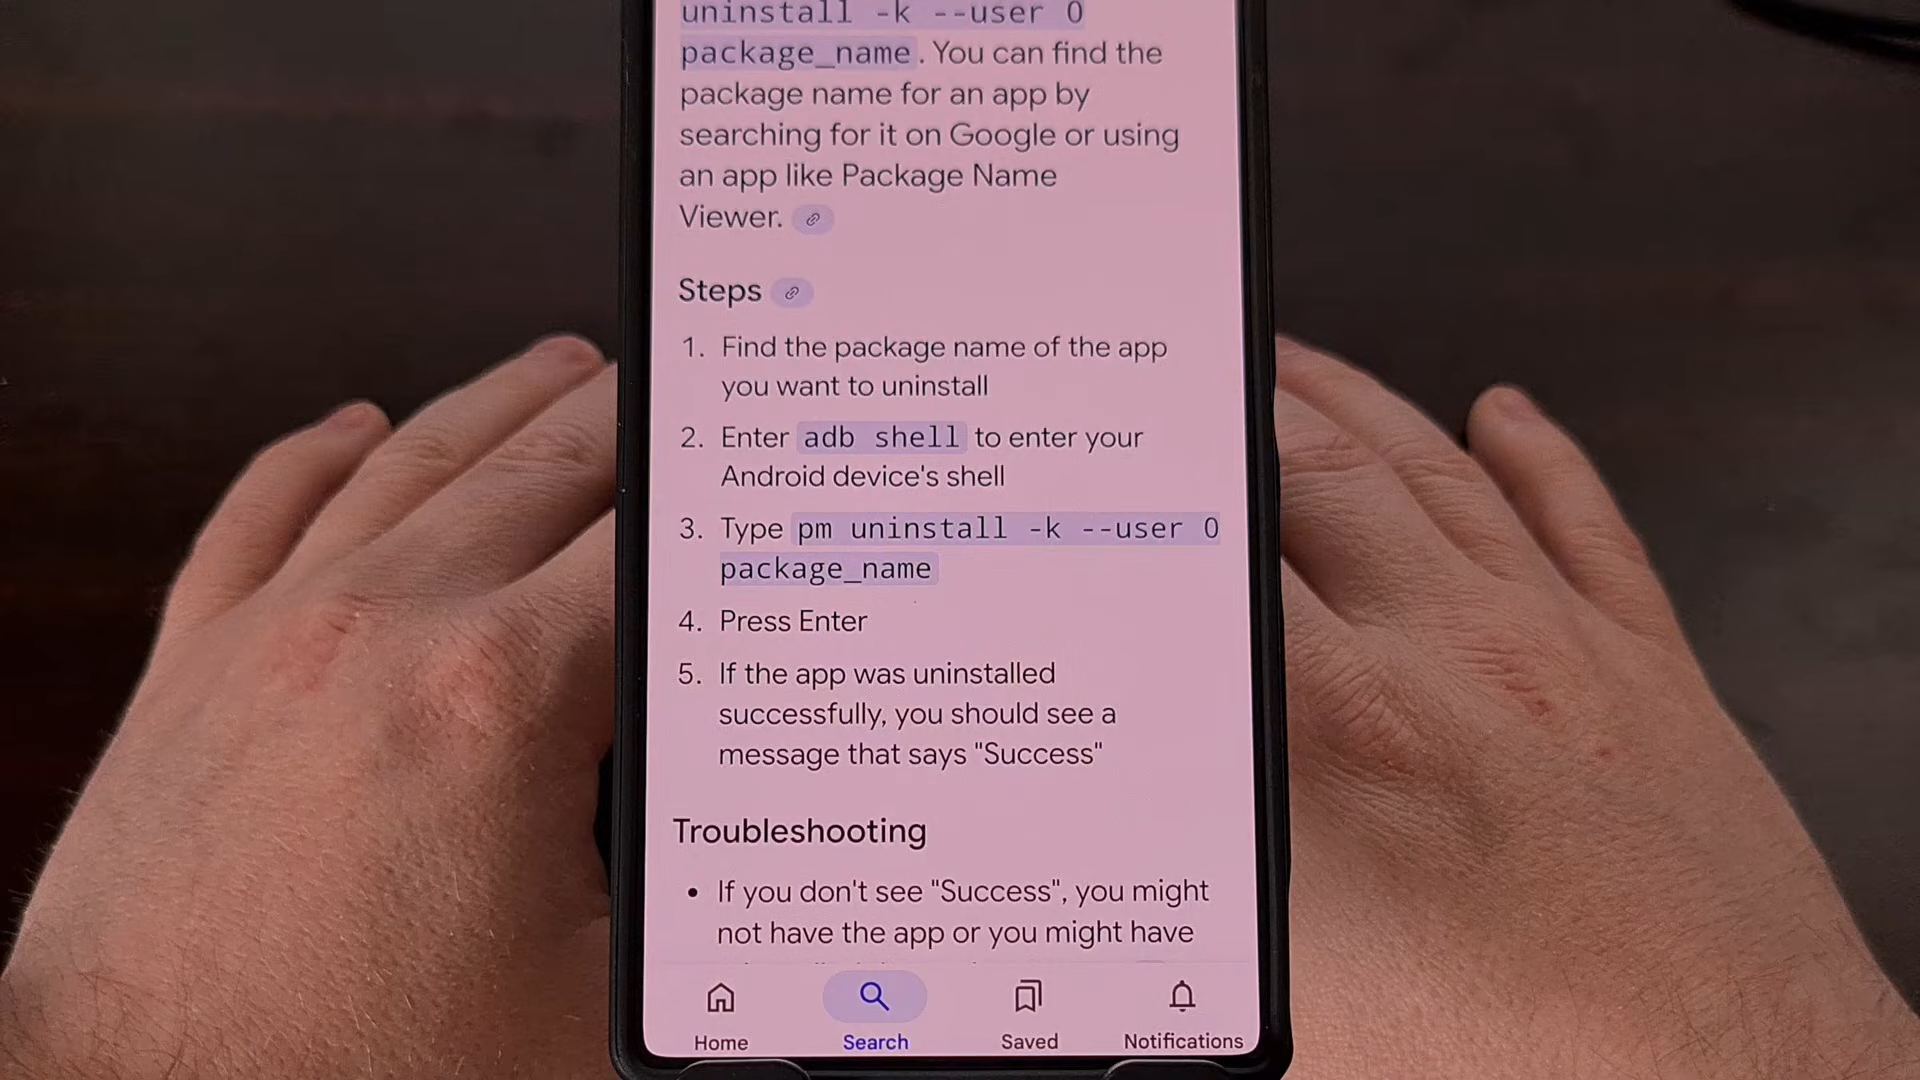 uninstall -k --user 0
package_name. You can find the
package name for an app by
searching for it on Google or using
an app like Package Name
Viewer.
Steps
1. Find the package name of the app
you want to uninstall
2. Enter adb shell to enter your
Android device's shell
3. Type pm uninstall -k --user 0
package_name
4. Press Enter
5. If the app was uninstalled
successfully, you should see a
message that says "Success"
Troubleshooting
• If you don't see "Success", you might
not have the app or you might have
Home Search Saved Notifications